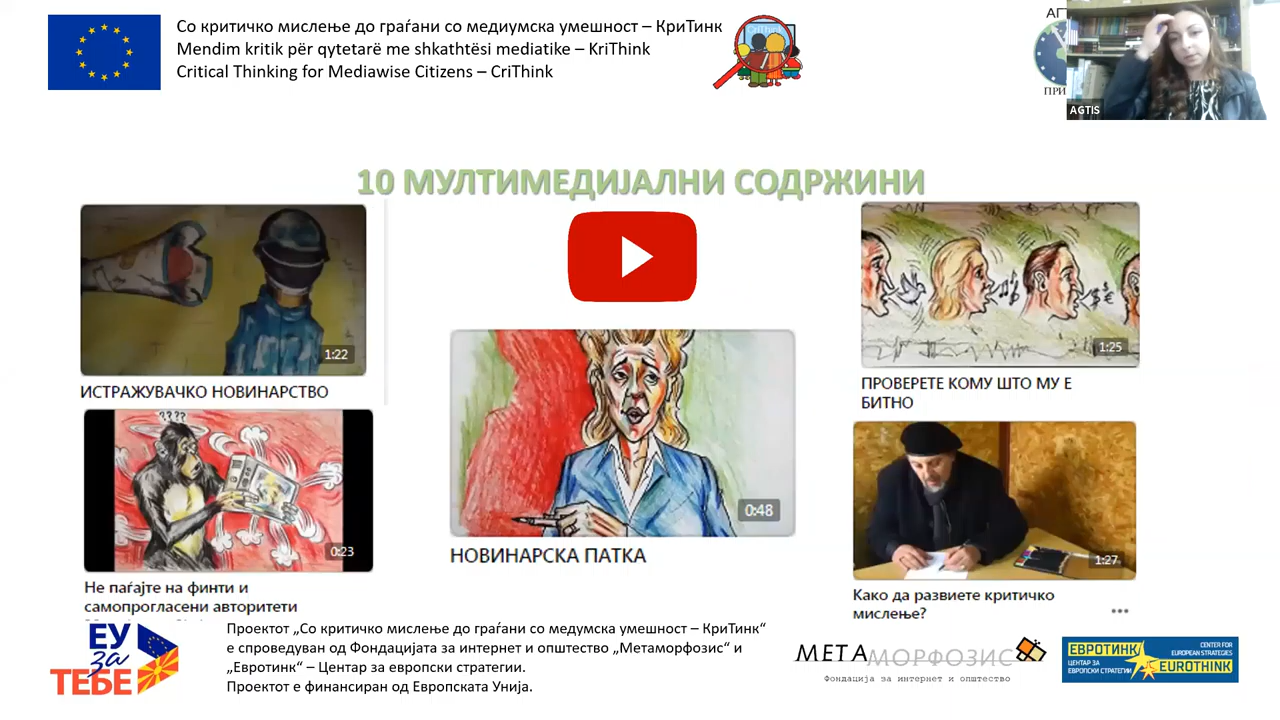 Со критичко мислење до граѓани со медиумска умешност – КриТинк
Mendim kritik për qytetarë me shkathtësi mediatike – KriThink
Critical Thinking for Mediawise Citizens – CriThink
CriThink
ПРИ
AGTIS
10 МУЛТИМЕДИЈАЛНИ СОДРЖИНИ
1:22
ИСТРАЖУВАЧКО НОВИНАРСТВО
????
0:23
Не паѓајте на финти и
самопрогласени авторитети
0:48
НОВИНАРСКА ПАТКА
1:25
ПРОВЕРЕТЕ КОМУ ШТО МУ Е
БИТНО
1:27
Како да развиете критичко
мислење?
ЕУ
за
ТЕБЕ
Проектот „Со критичко мислење до граѓани со медумска умешност – КриТинк“
е спроведуван од Фондацијата за интернет и општество „Метаморфозис“ и
„Евротинк“ – Центар за европски стратегии.
Проектот е финансиран од Европската Унија.
МЕТАМОРФОЗИС
Фондација за интернет и општество
ЕВРОТИНК
ЦЕНТАР ЗА
ЕВРОПСКИ СТРАТЕГИИ
CENTER FOR
EUROPEAN STRATEGIES
EUROTHINK